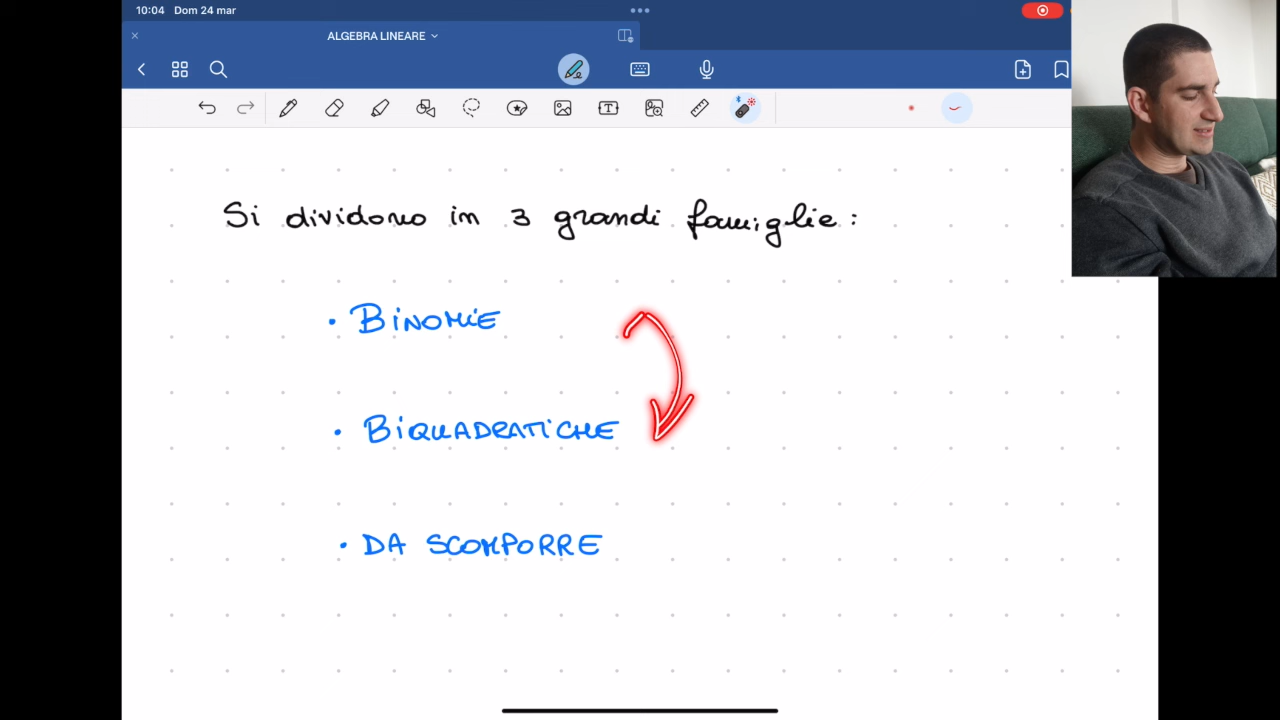 10:04 Dom 24 mar
ALGEBRA LINEARE
Si dividono in 3 grandi famiglie:
• BINOMIE
• BIQUADRATICHE
• DA SCOMPORRE